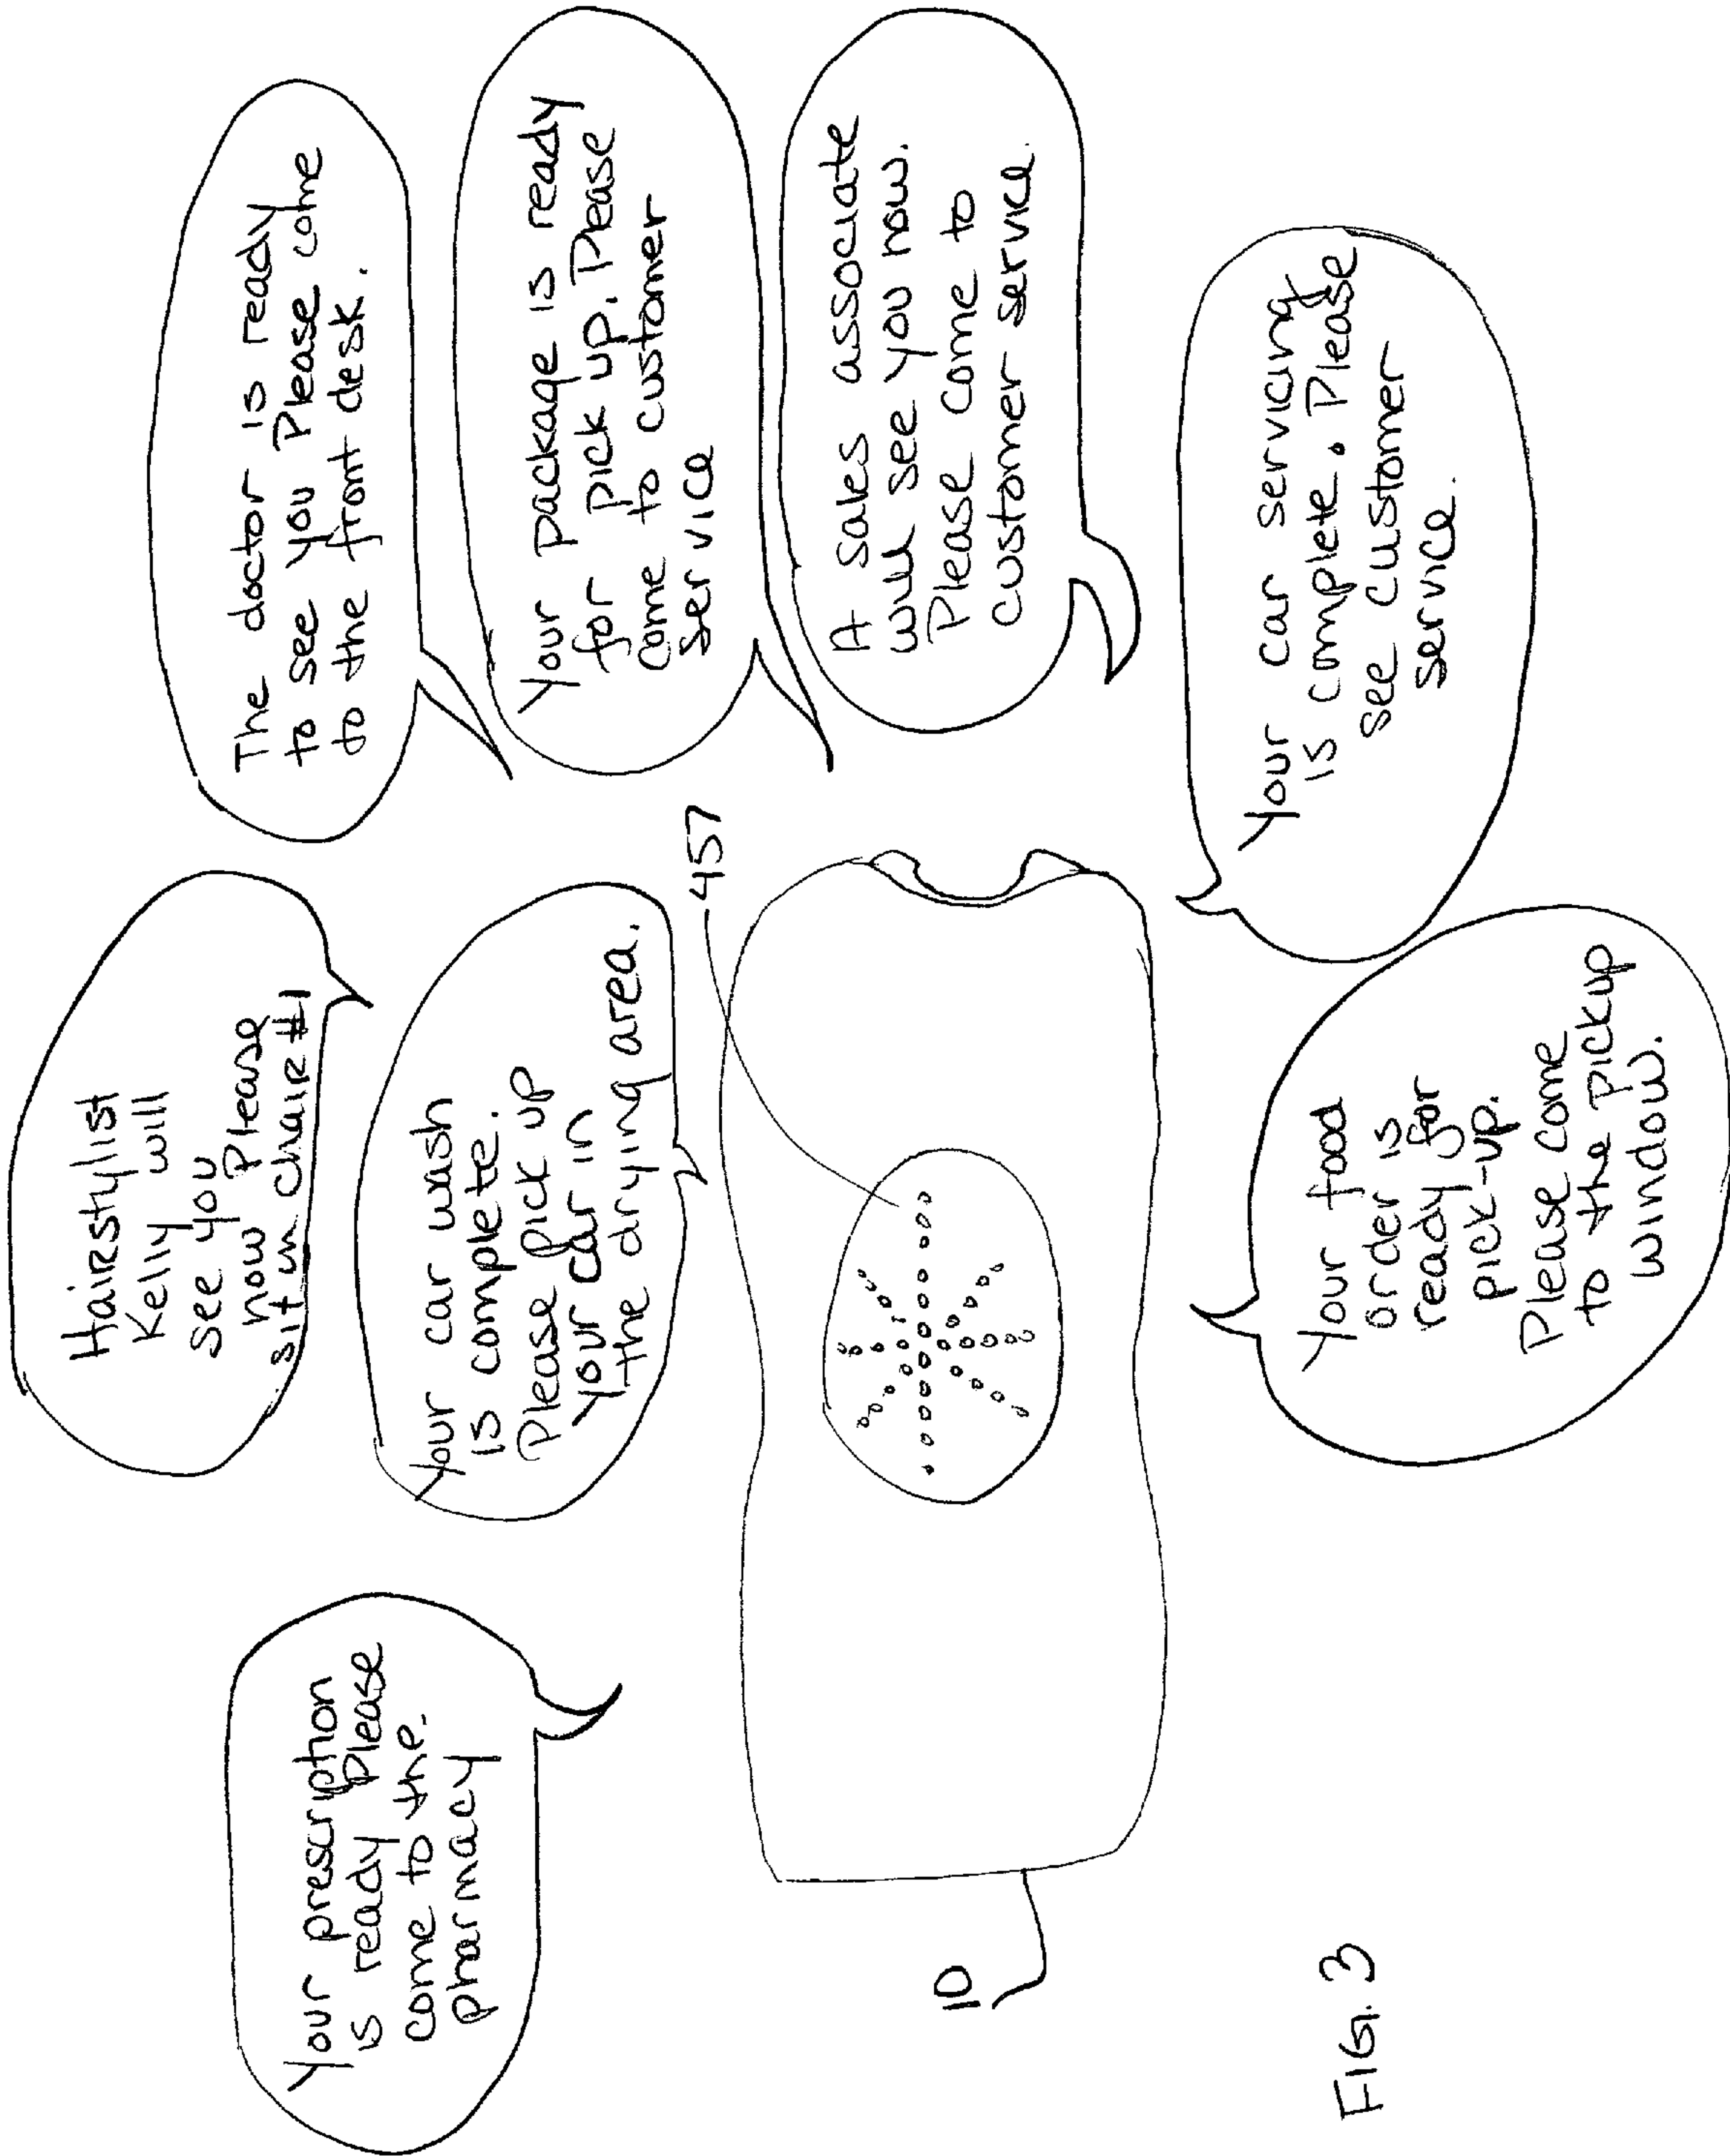 Your prescription
is ready Please
come to the.
pharmacy
Hairstylist
Kelly will
see you
now Please
sit in chair #1
Your car wash
is complete.
Please pick up
your car in
the drying area.
The doctor is ready
to see you Please come
to the front desk.
Your package is ready
for pick up. Please
come to customer
service
A sales associate
will see you now.
Please come to
customer service.
457
10
Your food
order is
ready for
pick-up.
Please come
to the pickup
window.
Your car servicing
is complete. Please
see customer
service.
FIG. 3